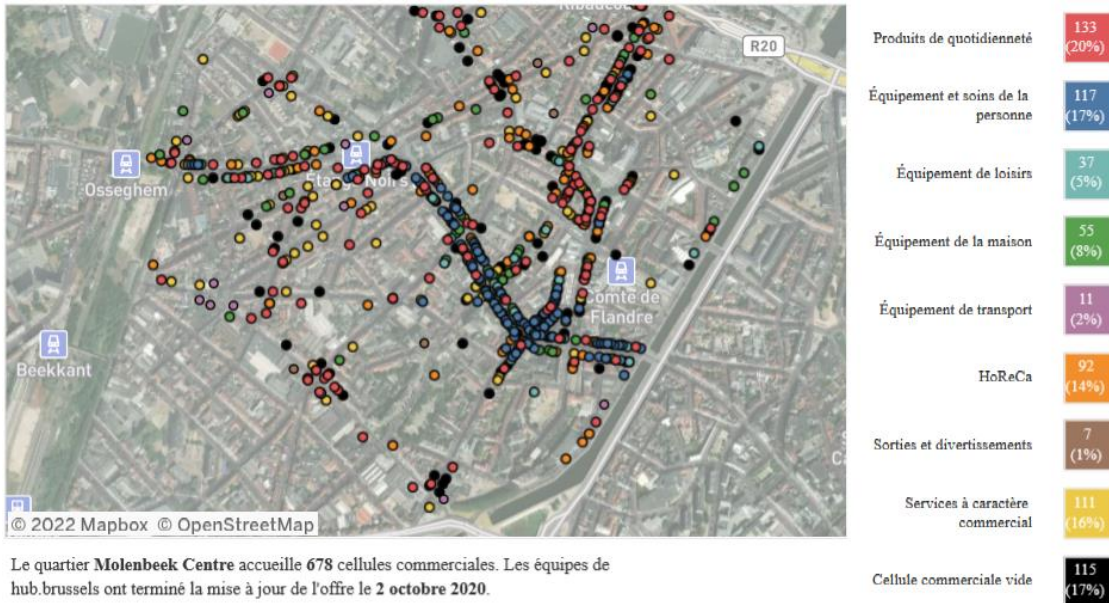 Ribaucou
R20
Osseghem
Étangs Noirs
Comte de
Flandre
Beekkant
© 2022 Mapbox © OpenStreetMap
Le quartier Molenbeek Centre accueille 678 cellules commerciales. Les équipes de
hub.brussels ont terminé la mise à jour de l'offre le 2 octobre 2020.
Produits de quotidienneté
133
(20%)
Équipement et soins de la
personne
117
(17%)
Équipement de loisirs
37
(5%)
Équipement de la maison
55
(8%)
Équipement de transport
11
(2%)
HoReCa
92
(14%)
Sorties et divertissements
7
(1%)
Services à caractère
commercial
111
(16%)
Cellule commerciale vide
115
(17%)